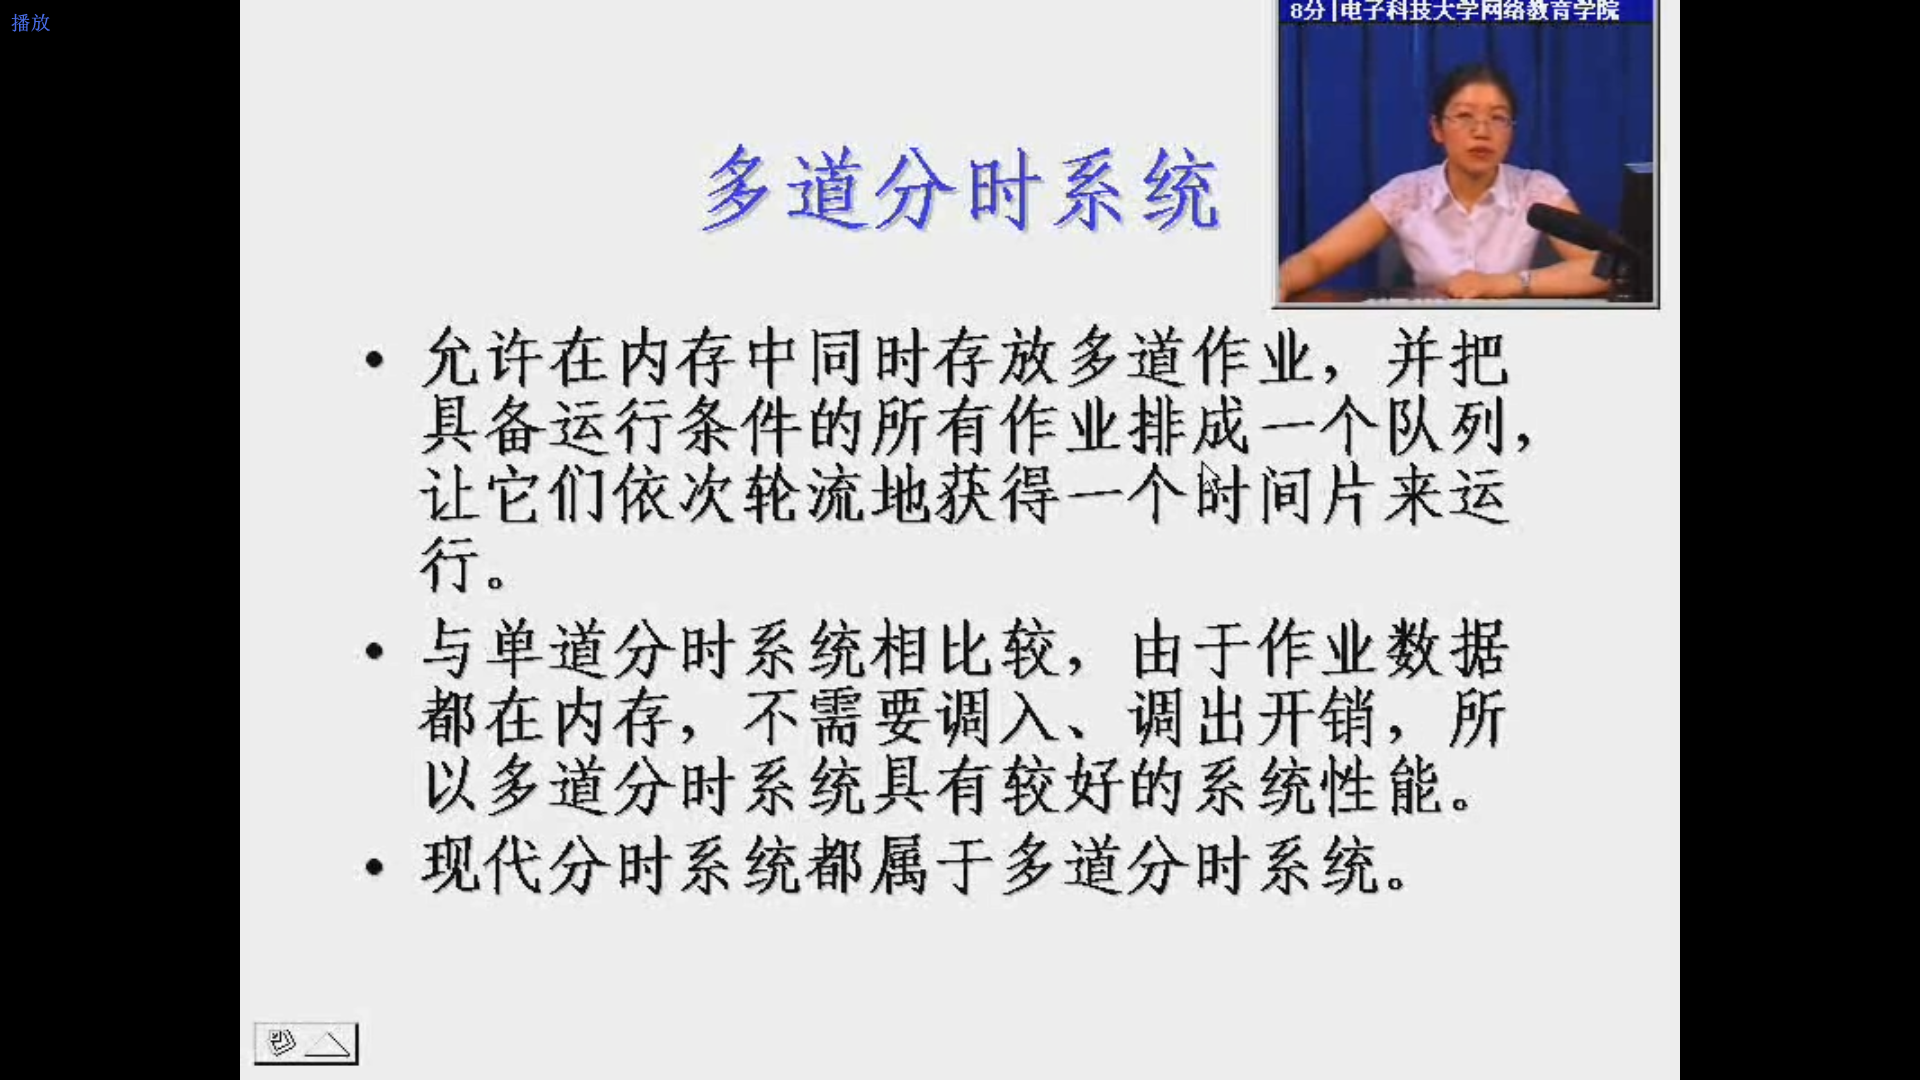 播放
8分|电子科技大学网络教育学院
多道分时系统
• 允许在内存中同时存放多道作业，并把
具备运行条件的所有作业排成一个队列，
让它们依次轮流地获得一个时间片来运
行。
• 与单道分时系统相比较，由于作业数据
都在内存，不需要调入、调出开销，所
以多道分时系统具有较好的系统性能。
• 现代分时系统都属于多道分时系统。